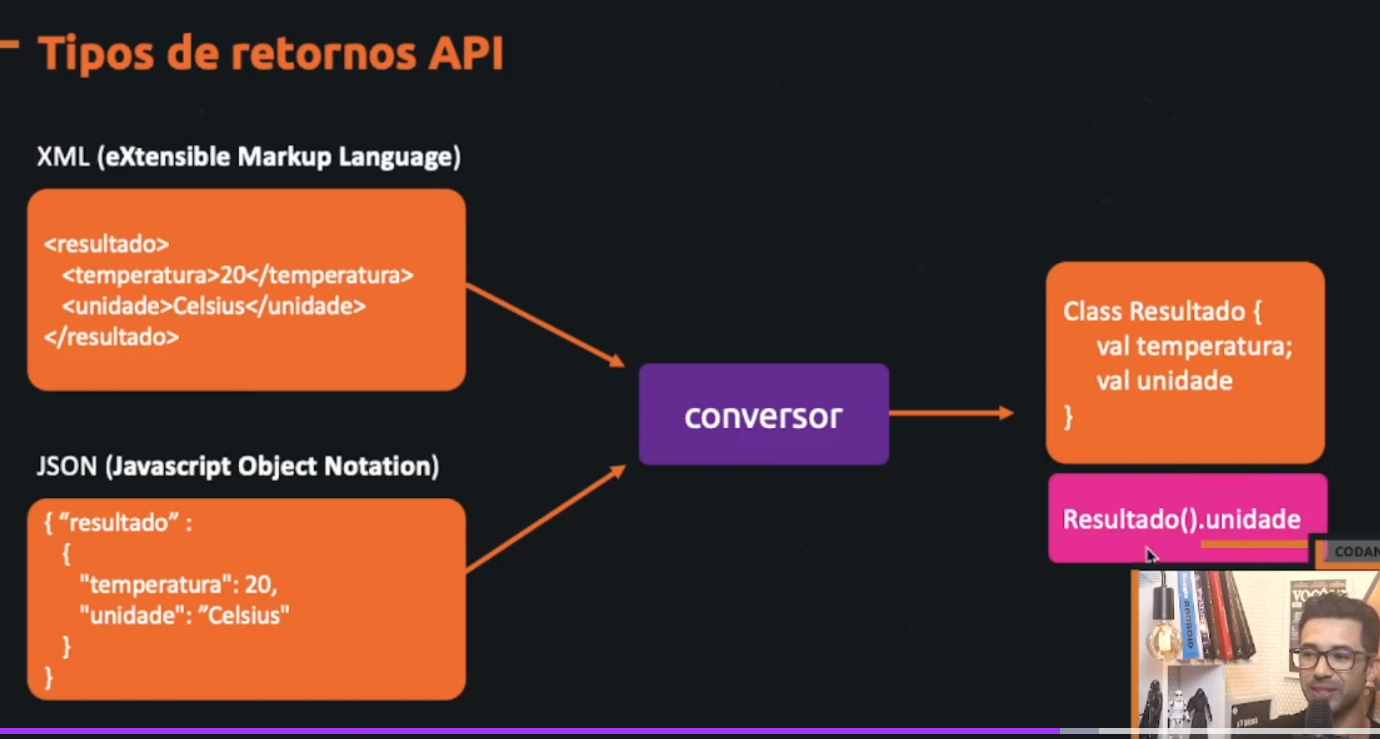 Tipos de retornos API
XML (eXtensible Markup Language)
<resultado>
<temperatura>20</temperatura>
<unidade>Celsius</unidade>
</resultado>
JSON (Javascript Object Notation)
{ “resultado” :
{
"temperatura": 20,
"unidade": ”Celsius"
}
}
conversor
Class Resultado {
val temperatura;
val unidade
}
Resultado().unidade
CODAN
ANDROID